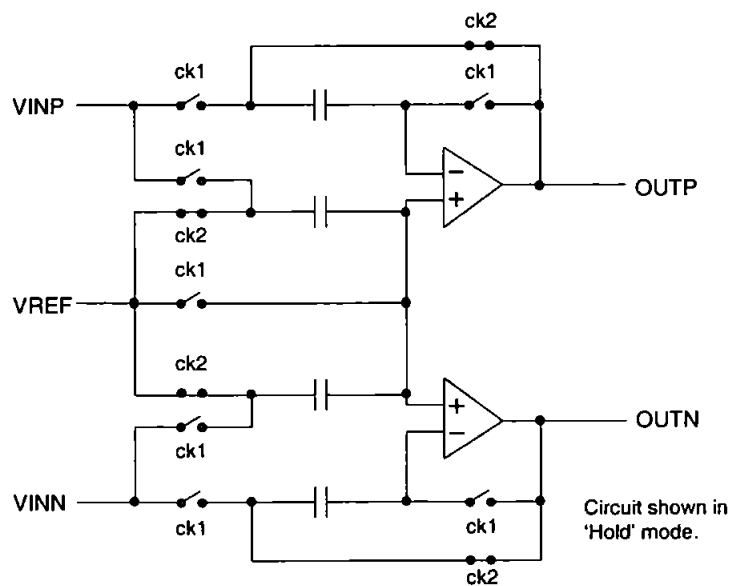 ck2
ck1
ck1
VINP
ck1
−
+
OUTP
ck2
ck1
VREF
ck2
+
−
OUTN
ck1
VINN
ck1
ck1
ck2
Circuit shown in
'Hold' mode.